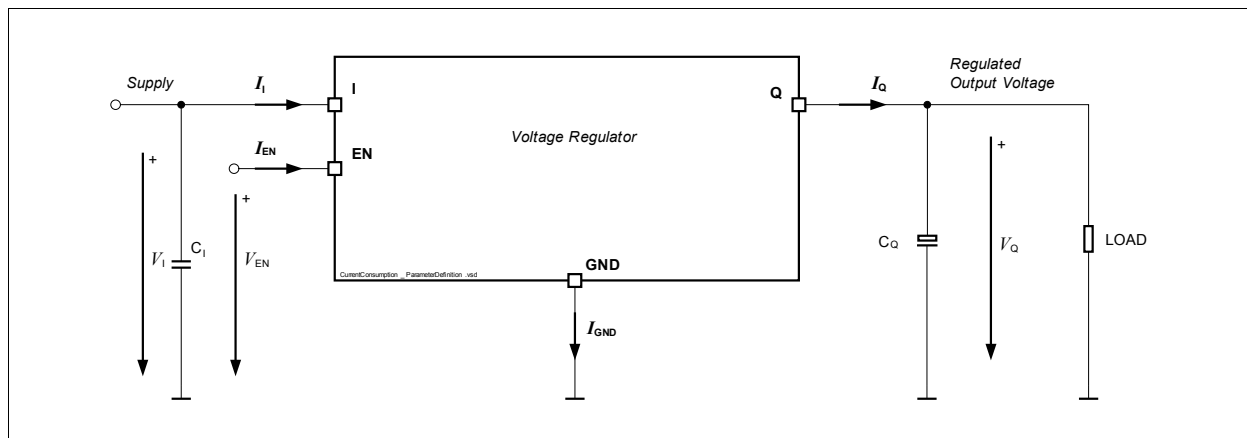 Supply
I_I
I
I_EN
EN
Voltage Regulator
Q
I_Q
Regulated
Output Voltage
+
+
+
V_I
C_I
V_EN
C_Q
V_Q
LOAD
CurrentConsumption _ ParameterDefinition .vsd
GND
I_GND